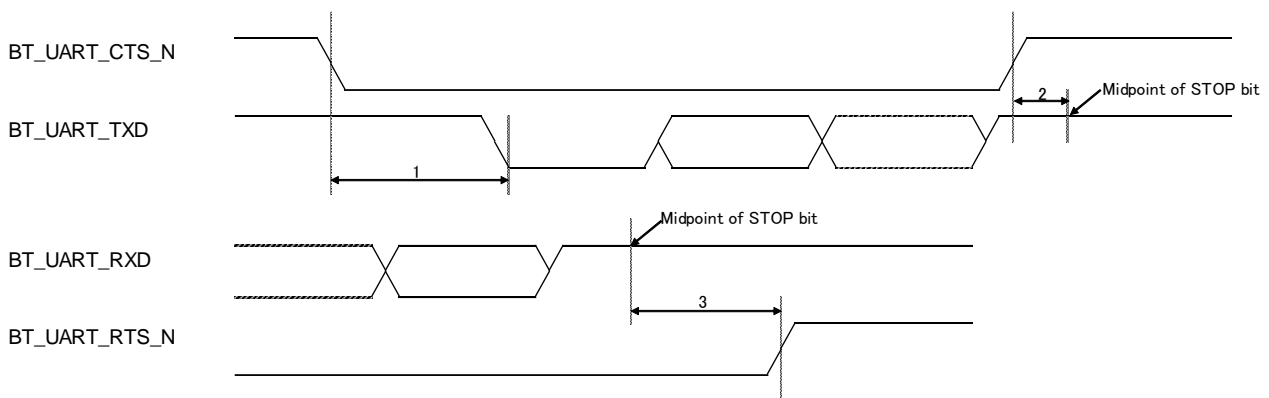 BT_UART_CTS_N
2
Midpoint of STOP bit
BT_UART_TXD
1
Midpoint of STOP bit
BT_UART_RXD
3
BT_UART_RTS_N